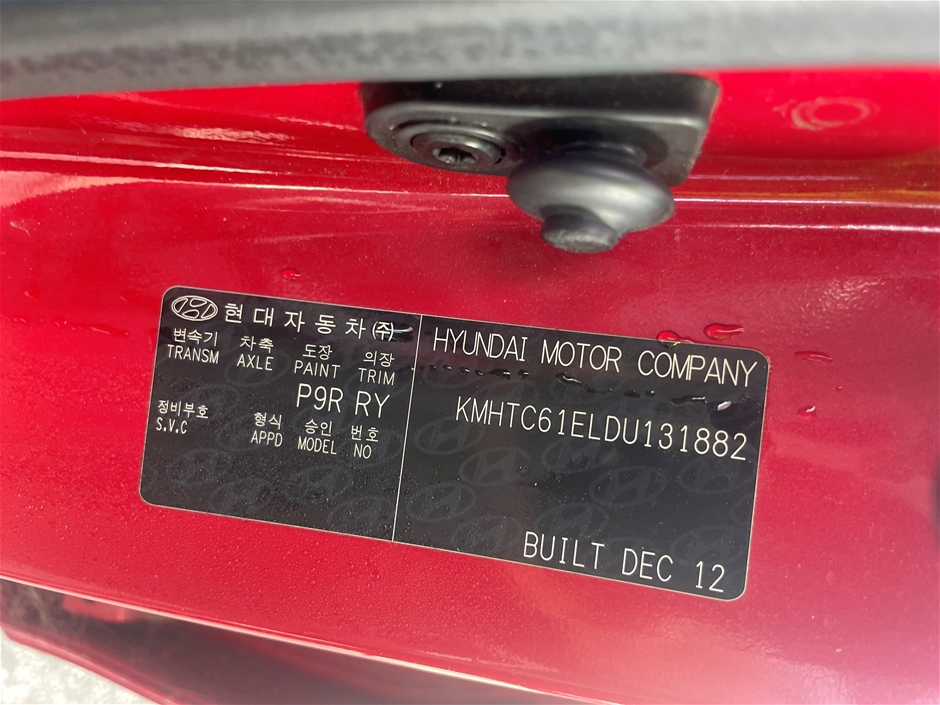 현대자동차(주)
변속기 차축 도장 의장
TRANSM AXLE PAINT TRIM
P9R RY
정비부호 형식 승인 번호
S.V.C APPD MODEL NO
HYUNDAI MOTOR COMPANY
KMHTC61ELDU131882
BUILT DEC 12